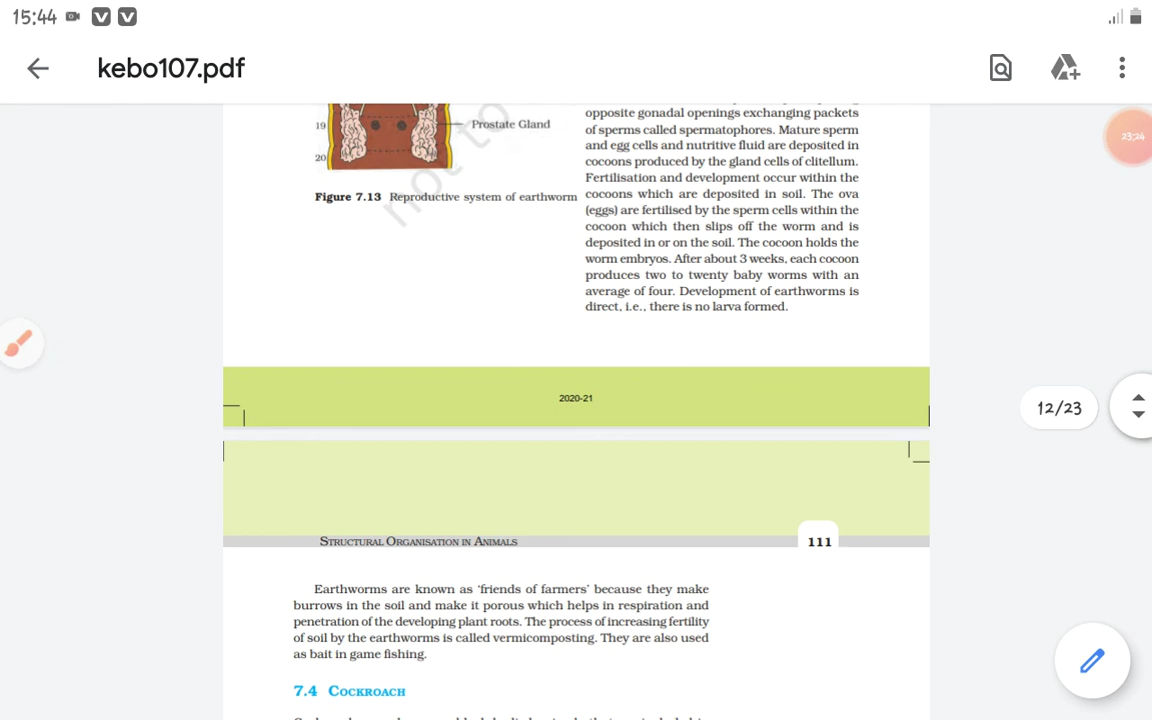 15:44
kebo107.pdf
23:24
19
Prostate Gland
20
Figure 7.13 Reproductive system of earthworm
not to
opposite gonadal openings exchanging packets
of sperms called spermatophores. Mature sperm
and egg cells and nutritive fluid are deposited in
cocoons produced by the gland cells of clitellum.
Fertilisation and development occur within the
cocoons which are deposited in soil. The ova
(eggs) are fertilised by the sperm cells within the
cocoon which then slips off the worm and is
deposited in or on the soil. The cocoon holds the
worm embryos. After about 3 weeks, each cocoon
produces two to twenty baby worms with an
average of four. Development of earthworms is
direct, i.e., there is no larva formed.
2020-21
12/23
STRUCTURAL ORGANISATION IN ANIMALS
111
Earthworms are known as 'friends of farmers' because they make
burrows in the soil and make it porous which helps in respiration and
penetration of the developing plant roots. The process of increasing fertility
of soil by the earthworms is called vermicomposting. They are also used
as bait in game fishing.
7.4 COCKROACH